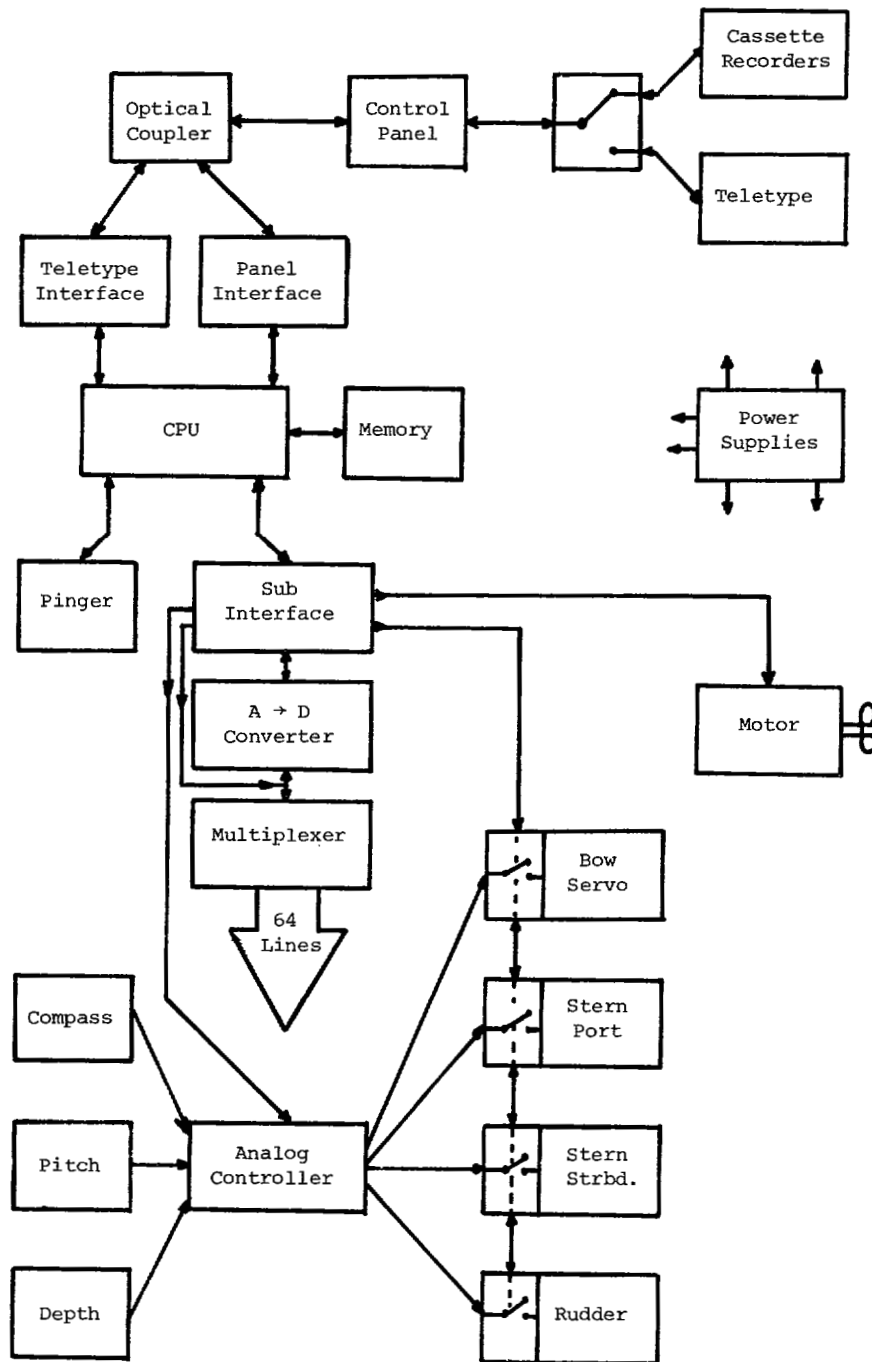 Cassette
Recorders
Optical
Coupler
Control
Panel
Teletype
Teletype
Interface
Panel
Interface
CPU
Memory
Power
Supplies
Pinger
Sub
Interface
A → D
Converter
Motor
Multiplexer
64
Lines
Bow
Servo
Compass
Stern
Port
Pitch
Analog
Controller
Stern
Strbd.
Depth
Rudder